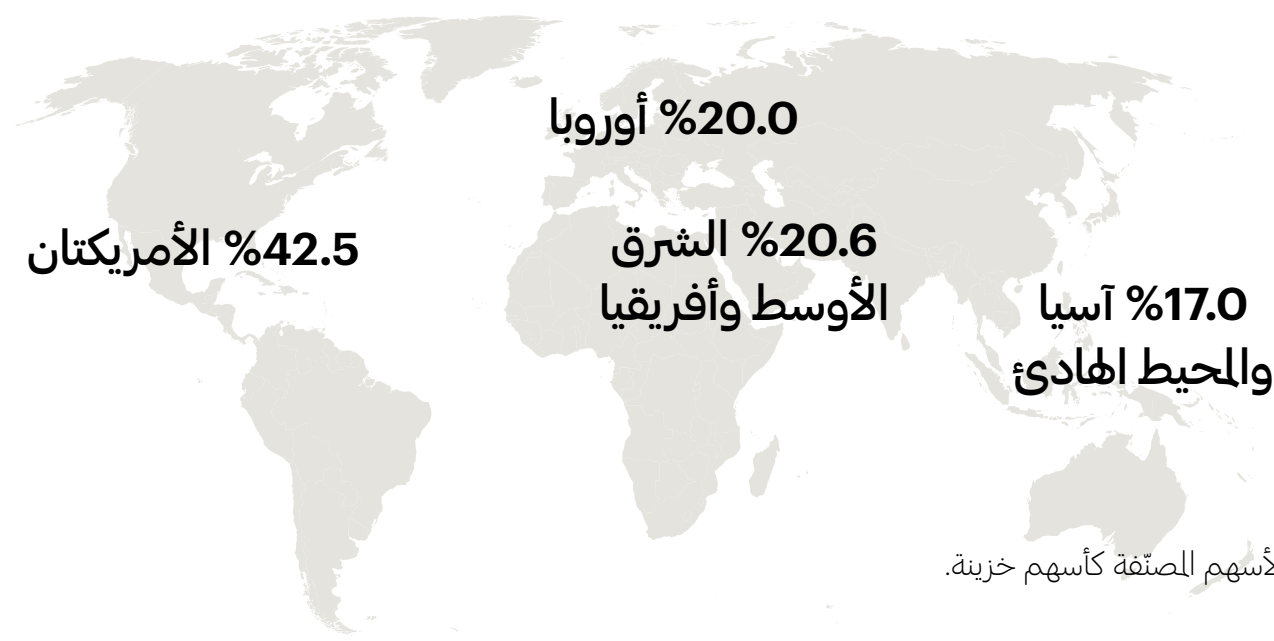 %20.0 أوروبا
%42.5 الأمريكتان
%20.6 الشرق
الأوسط وأفريقيا
%17.0 آسيا
والمحيط الهادئ
المصنّفة كأسهم خزينة.